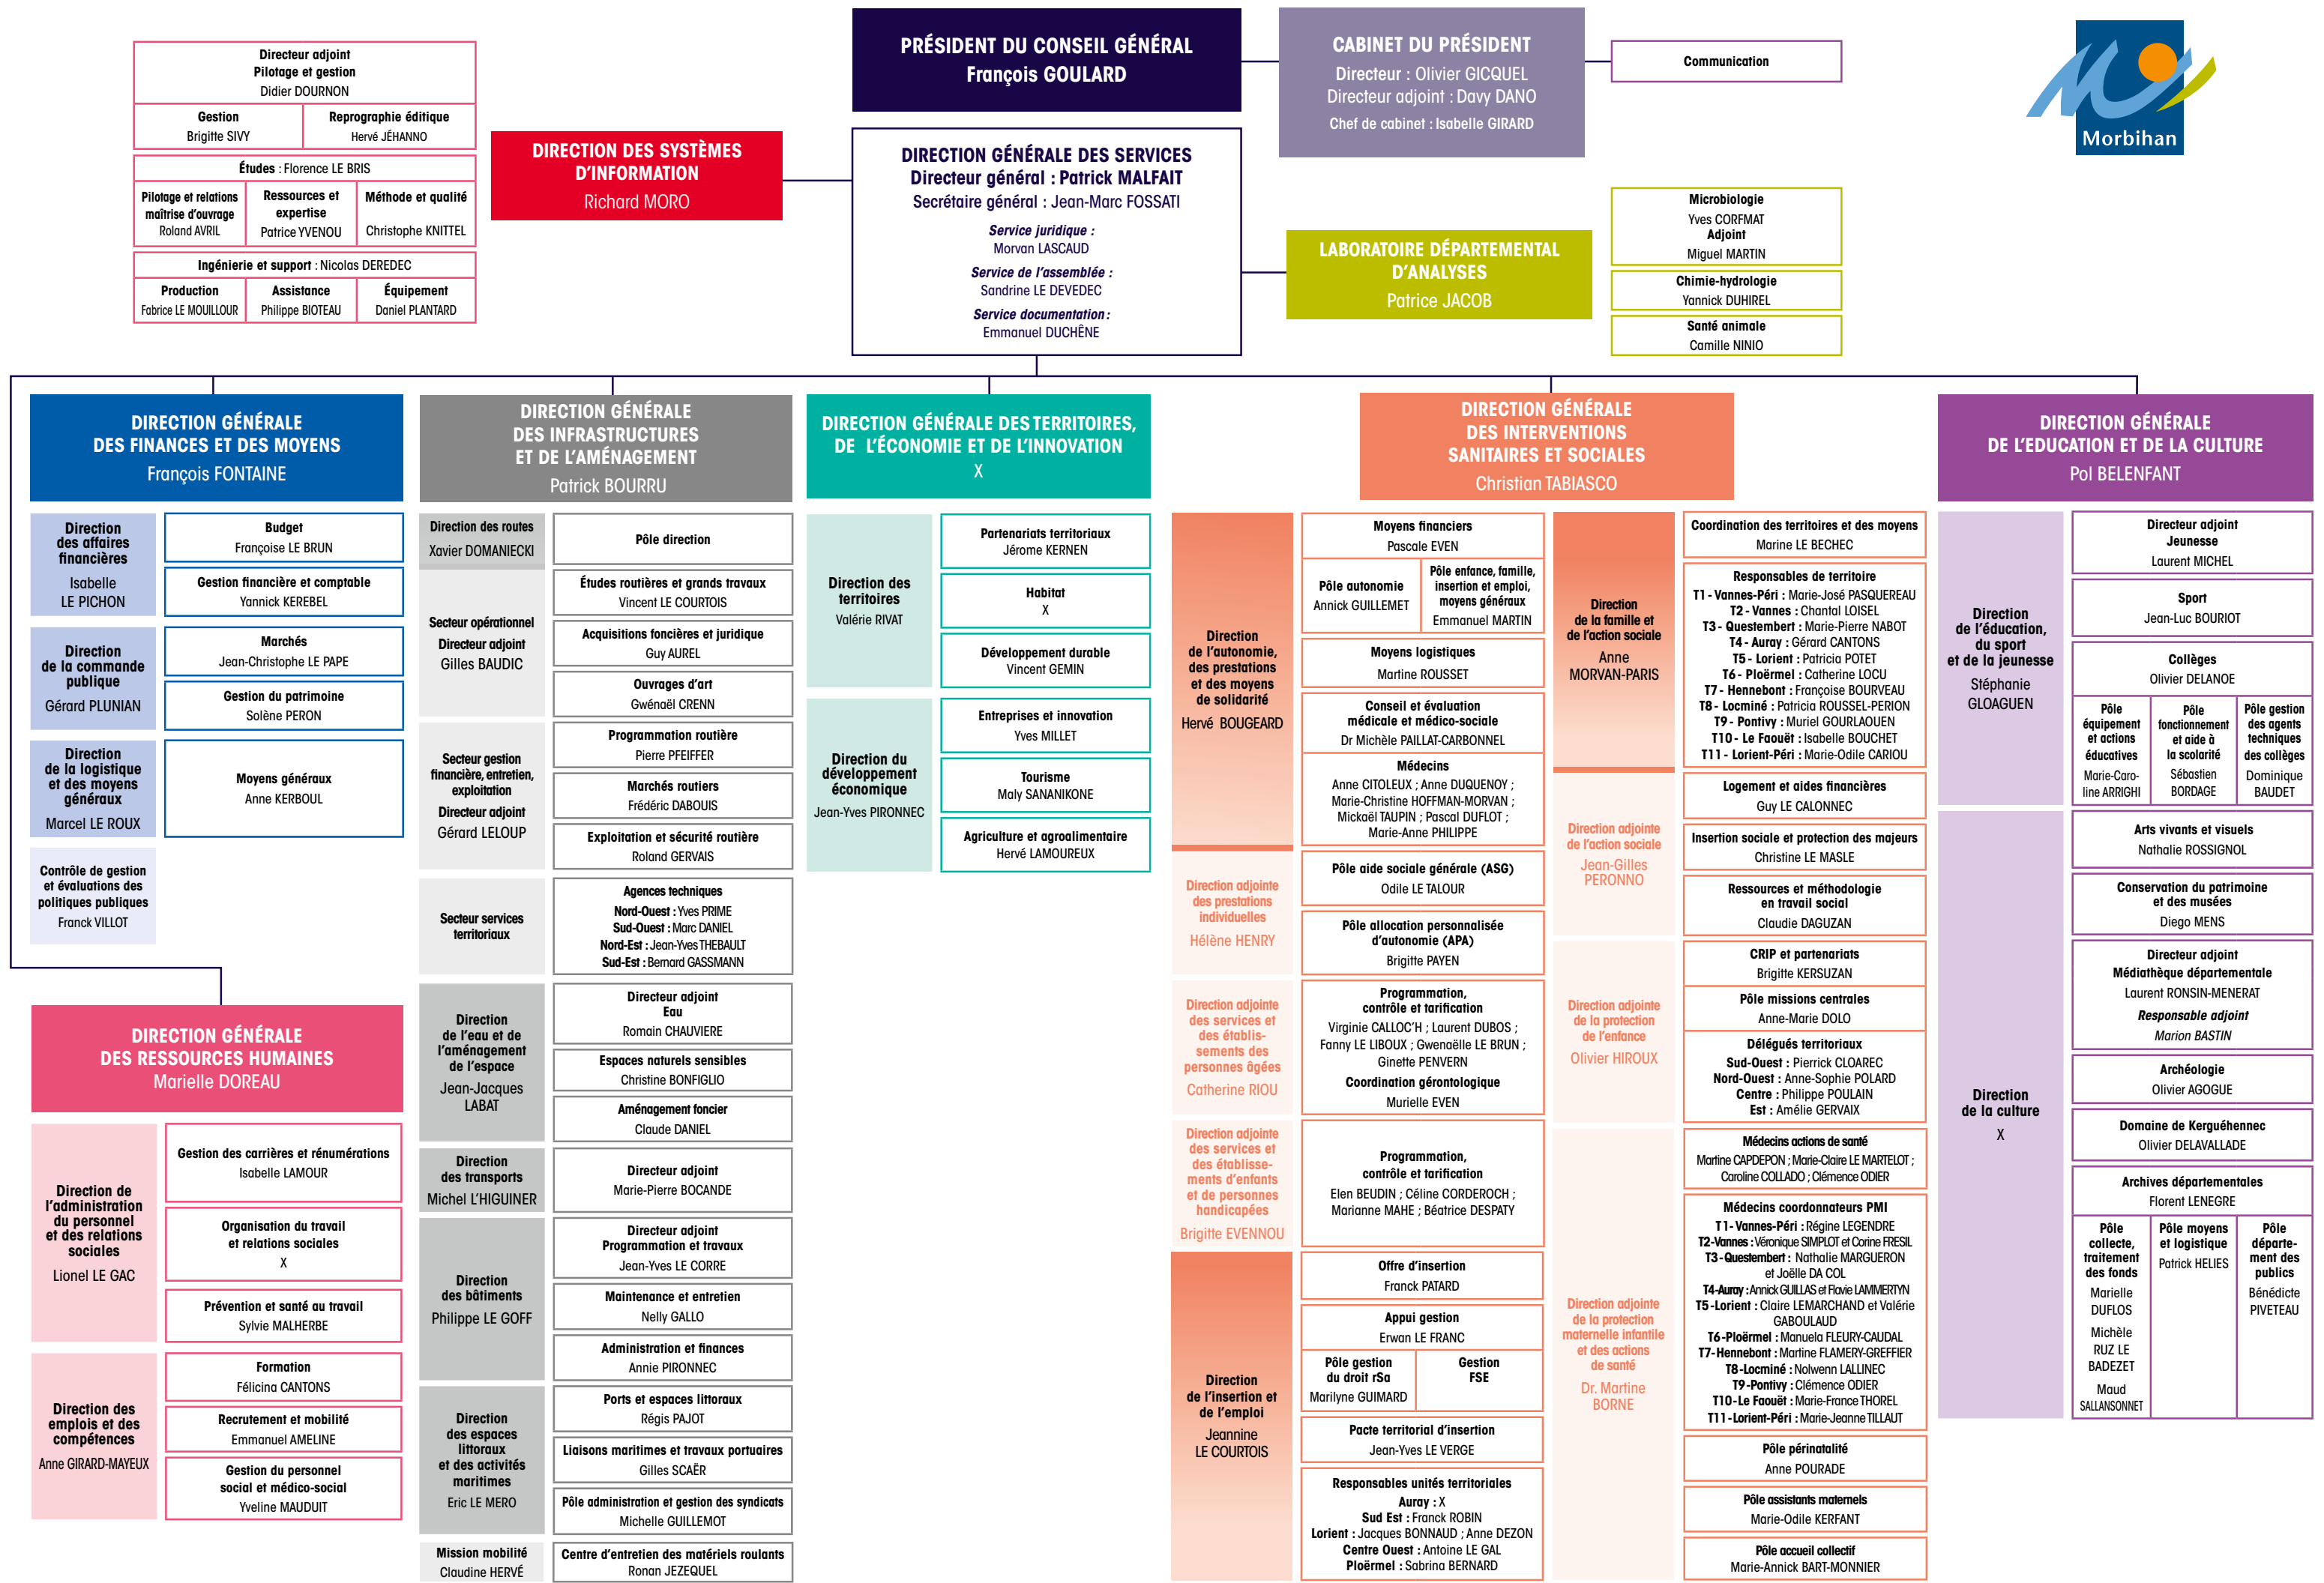 PRÉSIDENT DU CONSEIL GÉNÉRAL
François GOULARD
CABINET DU PRÉSIDENT
Directeur : Olivier GICQUEL
Directeur adjoint : Davy DANO
Chef de cabinet : Isabelle GIRARD
Communication
Morbihan
Directeur adjoint
Pilotage et gestion
Didier DOURNON
Gestion
Brigitte SIVY
Reprographie éditique
Hervé JÉHANNO
Études : Florence LE BRIS
Pilotage et relations
maîtrise d'ouvrage
Roland AVRIL
Ressources et
expertise
Patrice YVENOU
Méthode et qualité
Christophe KNITTEL
Ingénierie et support : Nicolas DEREDEC
Production
Fabrice LE MOUILLOUR
Assistance
Philippe BIOTEAU
Équipement
Daniel PLANTARD
DIRECTION DES SYSTÈMES
D'INFORMATION
Richard MORO
DIRECTION GÉNÉRALE DES SERVICES
Directeur général : Patrick MALFAIT
Secrétaire général : Jean-Marc FOSSATI
Service juridique :
Morvan LASCAUD
Service de l'assemblée :
Sandrine LE DEVEDEC
Service documentation :
Emmanuel DUCHÊNE
LABORATOIRE DÉPARTEMENTAL
D'ANALYSES
Patrice JACOB
Microbiologie
Yves CORFMAT
Adjoint
Miguel MARTIN
Chimie-hydrologie
Yannick DUHIREL
Santé animale
Camille NINIO
DIRECTION GÉNÉRALE
DES FINANCES ET DES MOYENS
François FONTAINE
Direction
des affaires
financières
Isabelle
LE PICHON
Budget
Françoise LE BRUN
Gestion financière et comptable
Yannick KEREBEL
Direction
de la commande
publique
Gérard PLUNIAN
Marchés
Jean-Christophe LE PAPE
Gestion du patrimoine
Solène PERON
Direction
de la logistique
et des moyens
généraux
Marcel LE ROUX
Moyens généraux
Anne KERBOUL
Contrôle de gestion
et évaluations des
politiques publiques
Franck VILLOT
DIRECTION GÉNÉRALE
DES RESSOURCES HUMAINES
Marielle DOREAU
Direction de
l'administration
du personnel
et des relations
sociales
Lionel LE GAC
Gestion des carrières et rénumérations
Isabelle LAMOUR
Organisation du travail
et relations sociales
X
Prévention et santé au travail
Sylvie MALHERBE
Direction des
emplois et des
compétences
Anne GIRARD-MAYEUX
Formation
Félicina CANTONS
Recrutement et mobilité
Emmanuel AMELINE
Gestion du personnel
social et médico-social
Yveline MAUDUIT
DIRECTION GÉNÉRALE
DES INFRASTRUCTURES
ET DE L'AMÉNAGEMENT
Patrick BOURRU
Direction des routes
Xavier DOMANIECKI
Pôle direction
Secteur opérationnel
Directeur adjoint
Gilles BAUDIC
Études routières et grands travaux
Vincent LE COURTOIS
Acquisitions foncières et juridique
Guy AUREL
Ouvrages d'art
Gwénaël CRENN
Secteur gestion
financière, entretien,
exploitation
Directeur adjoint
Gérard LELOUP
Programmation routière
Pierre PFEIFFER
Marchés routiers
Frédéric DABOUIS
Exploitation et sécurité routière
Roland GERVAIS
Secteur services
territoriaux
Agences techniques
Nord-Ouest : Yves PRIME
Sud-Ouest : Marc DANIEL
Nord-Est : Jean-Yves THEBAULT
Sud-Est : Bernard GASSMANN
Direction
de l'eau et de
l'aménagement
de l'espace
Jean-Jacques
LABAT
Directeur adjoint
Eau
Romain CHAUVIERE
Espaces naturels sensibles
Christine BONFIGLIO
Aménagement foncier
Claude DANIEL
Direction
des transports
Michel L'HIGUINER
Directeur adjoint
Marie-Pierre BOCANDE
Direction
des bâtiments
Philippe LE GOFF
Directeur adjoint
Programmation et travaux
Jean-Yves LE CORRE
Maintenance et entretien
Nelly GALLO
Administration et finances
Annie PIRONNEC
Direction
des espaces
littoraux
et des activités
maritimes
Eric LE MERO
Ports et espaces littoraux
Régis PAJOT
Liaisons maritimes et travaux portuaires
Gilles SCAËR
Pôle administration et gestion des syndicats
Michelle GUILLEMOT
Mission mobilité
Claudine HERVÉ
Centre d'entretien des matériels roulants
Ronan JEZEQUEL
DIRECTION GÉNÉRALE DES TERRITOIRES,
DE L'ÉCONOMIE ET DE L'INNOVATION
X
Direction des
territoires
Valérie RIVAT
Partenariats territoriaux
Jérome KERNEN
Habitat
X
Développement durable
Vincent GEMIN
Direction du
développement
économique
Jean-Yves PIRONNEC
Entreprises et innovation
Yves MILLET
Tourisme
Maly SANANIKONE
Agriculture et agroalimentaire
Hervé LAMOUREUX
DIRECTION GÉNÉRALE
DES INTERVENTIONS
SANITAIRES ET SOCIALES
Christian TABIASCO
Direction
de l'autonomie,
des prestations
et des moyens
de solidarité
Hervé BOUGEARD
Moyens financiers
Pascale EVEN
Pôle autonomie
Annick GUILLEMET
Pôle enfance, famille,
insertion et emploi,
moyens généraux
Emmanuel MARTIN
Moyens logistiques
Martine ROUSSET
Conseil et évaluation
médicale et médico-sociale
Dr Michèle PAILLAT-CARBONNEL
Médecins
Anne CITOLEUX ; Anne DUQUENOY ;
Marie-Christine HOFFMAN-MORVAN ;
Mickaël TAUPIN ; Pascal DUFLOT ;
Marie-Anne PHILIPPE
Direction adjointe
des prestations
individuelles
Hélène HENRY
Pôle aide sociale générale (ASG)
Odile LE TALOUR
Pôle allocation personnalisée
d'autonomie (APA)
Brigitte PAYEN
Direction adjointe
des services et
des établis-
sements des
personnes âgées
Catherine RIOU
Programmation,
contrôle et tarification
Virginie CALLOC'H ; Laurent DUBOS ;
Fanny LE LIBOUX ; Gwenaëlle LE BRUN ;
Ginette PENVERN
Coordination gérontologique
Murielle EVEN
Direction adjointe
des services et
des établisse-
ments d'enfants
et de personnes
handicapées
Brigitte EVENNOU
Programmation,
contrôle et tarification
Elen BEUDIN ; Céline CORDEROCH ;
Marianne MAHE ; Béatrice DESPATY
Direction
de l'insertion et
de l'emploi
Jeannine
LE COURTOIS
Offre d'insertion
Franck PATARD
Appui gestion
Erwan LE FRANC
Pôle gestion
du droit rSa
Marilyne GUIMARD
Gestion
FSE
Pacte territorial d'insertion
Jean-Yves LE VERGE
Responsables unités territoriales
Auray : X
Sud Est : Franck ROBIN
Lorient : Jacques BONNAUD ; Anne DEZON
Centre Ouest : Antoine LE GAL
Ploërmel : Sabrina BERNARD
Direction
de la famille et
de l'action sociale
Anne
MORVAN-PARIS
Coordination des territoires et des moyens
Marine LE BECHEC
Responsables de territoire
T1 - Vannes-Péri : Marie-José PASQUEREAU
T2 - Vannes : Chantal LOISEL
T3 - Questembert : Marie-Pierre NABOT
T4 - Auray : Gérard CANTONS
T5 - Lorient : Patricia POTET
T6 - Ploërmel : Catherine LOCU
T7 - Hennebont : Françoise BOURVEAU
T8 - Locminé : Patricia ROUSSEL-PERION
T9 - Pontivy : Muriel GOURLAOUEN
T10 - Le Faouët : Isabelle BOUCHET
T11 - Lorient-Péri : Marie-Odile CARIOU
Direction adjointe
de l'action sociale
Jean-Gilles
PERONNO
Logement et aides financières
Guy LE CALONNEC
Insertion sociale et protection des majeurs
Christine LE MASLE
Ressources et méthodologie
en travail social
Claudie DAGUZAN
Direction adjointe
de la protection
de l'enfance
Olivier HIROUX
CRIP et partenariats
Brigitte KERSUZAN
Pôle missions centrales
Anne-Marie DOLO
Délégués territoriaux
Sud-Ouest : Pierrick CLOAREC
Nord-Ouest : Anne-Sophie POLARD
Centre : Philippe POULAIN
Est : Amélie GERVAIX
Direction adjointe
de la protection
maternelle infantile
et des actions
de santé
Dr. Martine
BORNE
Médecins actions de santé
Martine CAPDEPON ; Marie-Claire LE MARTELOT ;
Caroline COLLADO ; Clémence ODIER
Médecins coordonnateurs PMI
T1- Vannes-Péri : Régine LEGENDRE
T2-Vannes : Véronique SIMPLOT et Corine FRESIL
T3 - Questembert : Nathalie MARGUERON
et Joëlle DA COL
T4-Auray : Annick GUILLAS et Flavie LAMMERTYN
T5 -Lorient : Claire LEMARCHAND et Valérie
GABOULAUD
T6-Ploërmel : Manuela FLEURY-CAUDAL
T7- Hennebont : Martine FLAMERY-GREFFIER
T8-Locminé : Nolwenn LALLINEC
T9 -Pontivy : Clémence ODIER
T10-Le Faouët : Marie-France THOREL
T11-Lorient-Péri : Marie-Jeanne TILLAUT
Pôle périnatalité
Anne POURADE
Pôle assistants maternels
Marie-Odile KERFANT
Pôle accueil collectif
Marie-Annick BART-MONNIER
DIRECTION GÉNÉRALE
DE L'EDUCATION ET DE LA CULTURE
Pol BELENFANT
Direction
de l'éducation,
du sport
et de la jeunesse
Stéphanie
GLOAGUEN
Directeur adjoint
Jeunesse
Laurent MICHEL
Sport
Jean-Luc BOURIOT
Collèges
Olivier DELANOE
Pôle
équipement
et actions
éducatives
Marie-Caro-
line ARRIGHI
Pôle
fonctionnement
et aide à
la scolarité
Sébastien
BORDAGE
Pôle gestion
des agents
techniques
des collèges
Dominique
BAUDET
Direction
de la culture
X
Arts vivants et visuels
Nathalie ROSSIGNOL
Conservation du patrimoine
et des musées
Diego MENS
Directeur adjoint
Médiathèque départementale
Laurent RONSIN-MENERAT
Responsable adjoint
Marion BASTIN
Archéologie
Olivier AGOGUE
Domaine de Kerguéhennec
Olivier DELAVALLADE
Archives départementales
Florent LENEGRE
Pôle
collecte,
traitement
des fonds
Marielle
DUFLOS
Michèle
RUZ LE
BADEZET
Maud
SALLANSONNET
Pôle moyens
et logistique
Patrick HELIES
Pôle
départe-
ment des
publics
Bénédicte
PIVETEAU